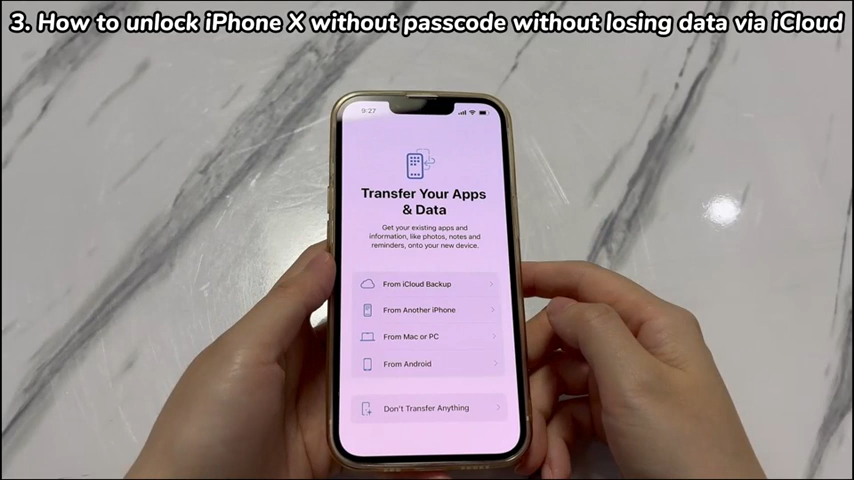 3. How to unlock iPhone X without passcode without losing data via iCloud
9:27
Transfer Your Apps
& Data
Get your existing apps and
information, like photos, notes and
reminders, onto your new device.
From iCloud Backup
From Another iPhone
From Mac or PC
From Android
Don't Transfer Anything